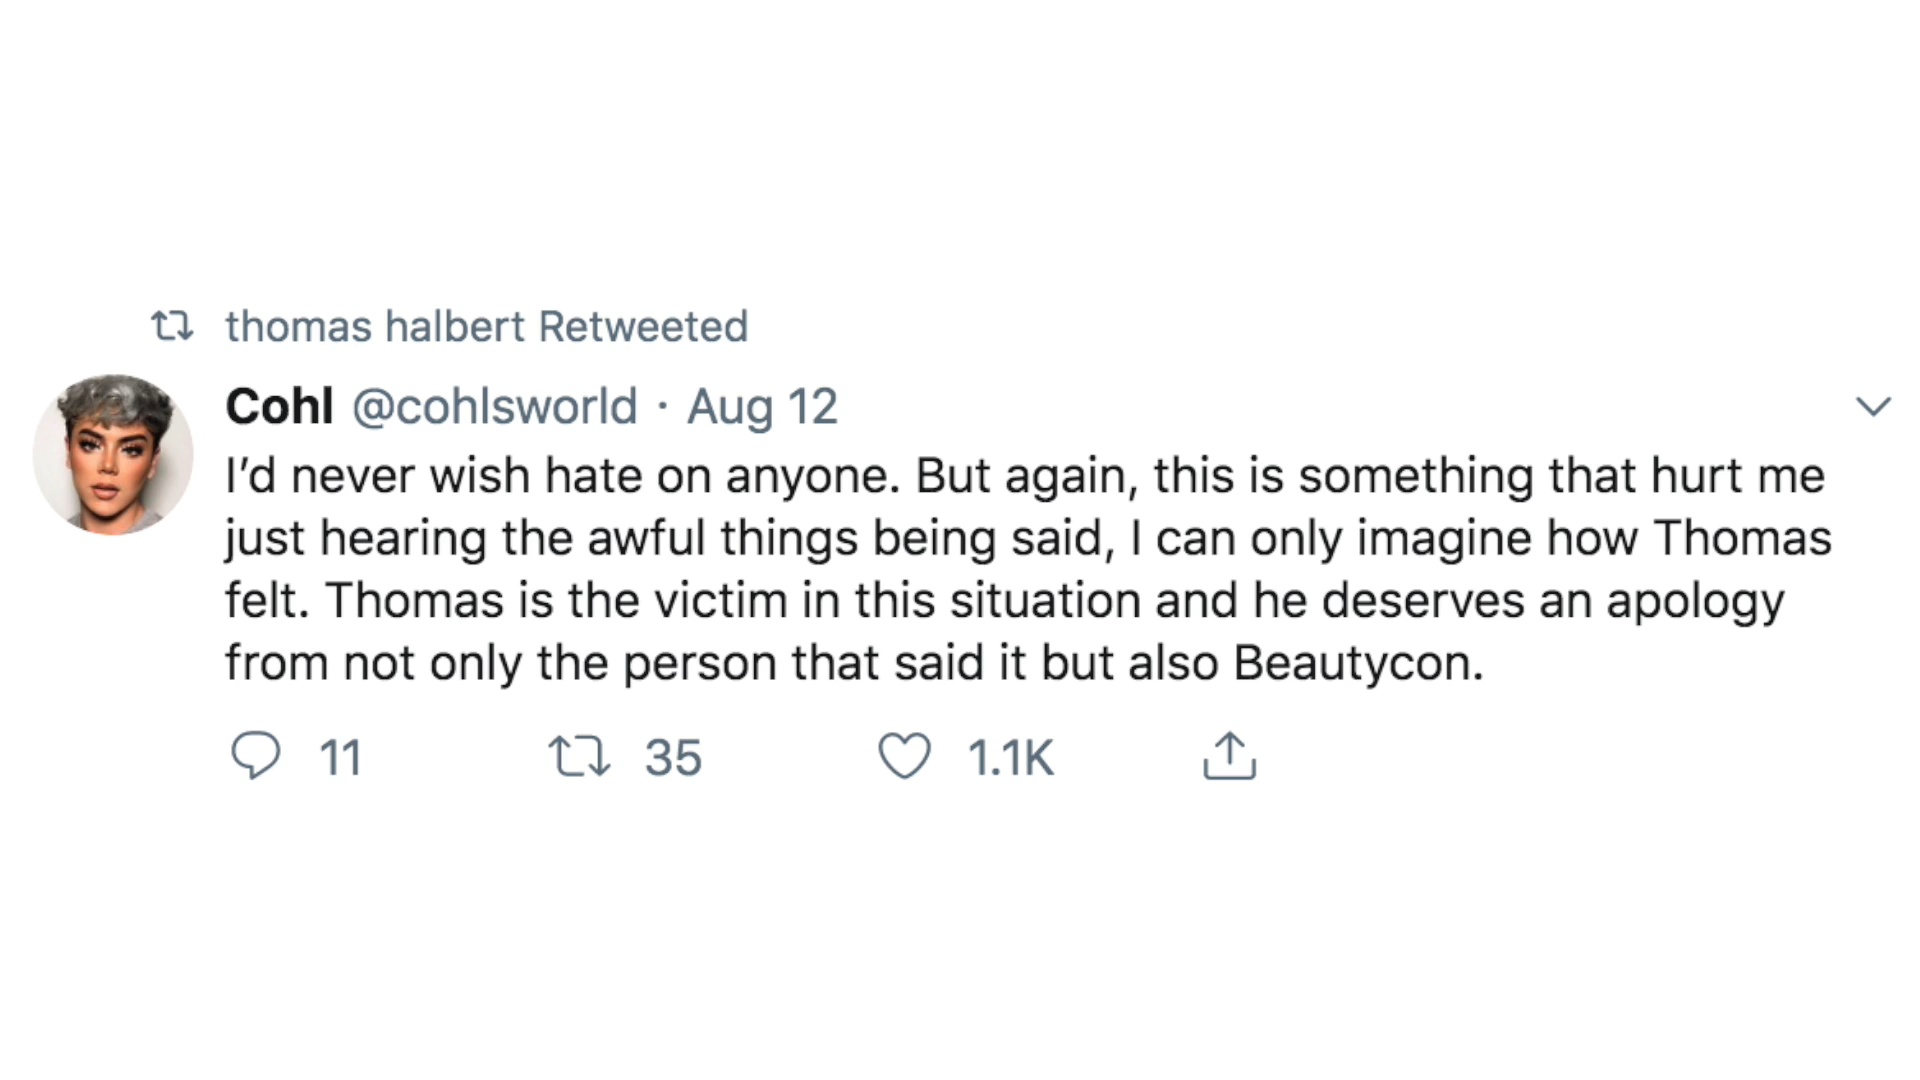 thomas halbert Retweeted
Cohl @cohlsworld · Aug 12
I’d never wish hate on anyone. But again, this is something that hurt me
just hearing the awful things being said, I can only imagine how Thomas
felt. Thomas is the victim in this situation and he deserves an apology
from not only the person that said it but also Beautycon.
11 35 1.1K